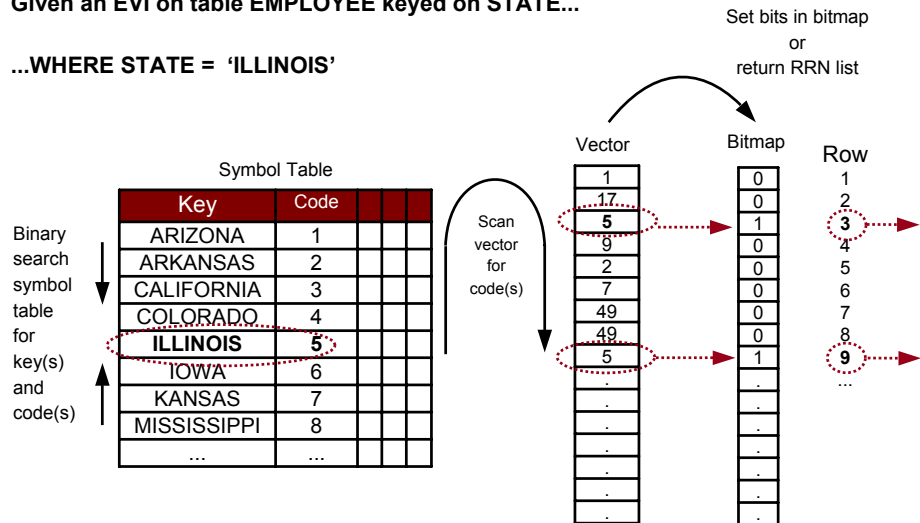 Given an EVI on table EMPLOYEE keyed on STATE...
...WHERE STATE = ‘ILLINOIS’
Set bits in bitmap
or
return RRN list
Symbol Table
Key Code
ARIZONA 1
ARKANSAS 2
CALIFORNIA 3
COLORADO 4
ILLINOIS 5
IOWA 6
KANSAS 7
MISSISSIPPI 8
... ...
Binary
search
symbol
table
for
key(s)
and
code(s)
Scan
vector
for
code(s)
Vector
1
17
5
9
2
7
49
49
5
.
.
.
.
.
.
Bitmap
0
0
1
0
0
0
0
0
1
.
.
.
.
.
.
Row
1
2
3
4
5
6
7
8
9
...